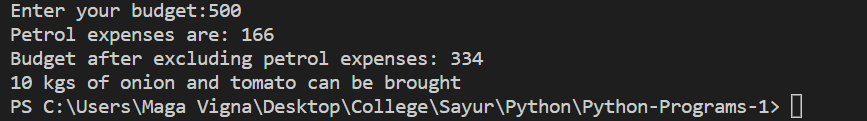 Enter your budget:500
Petrol expenses are: 166
Budget after excluding petrol expenses: 334
10 kgs of onion and tomato can be brought
PS C:\Users\Maga Vigna\Desktop\College\Sayur\Python\Python-Programs-1>